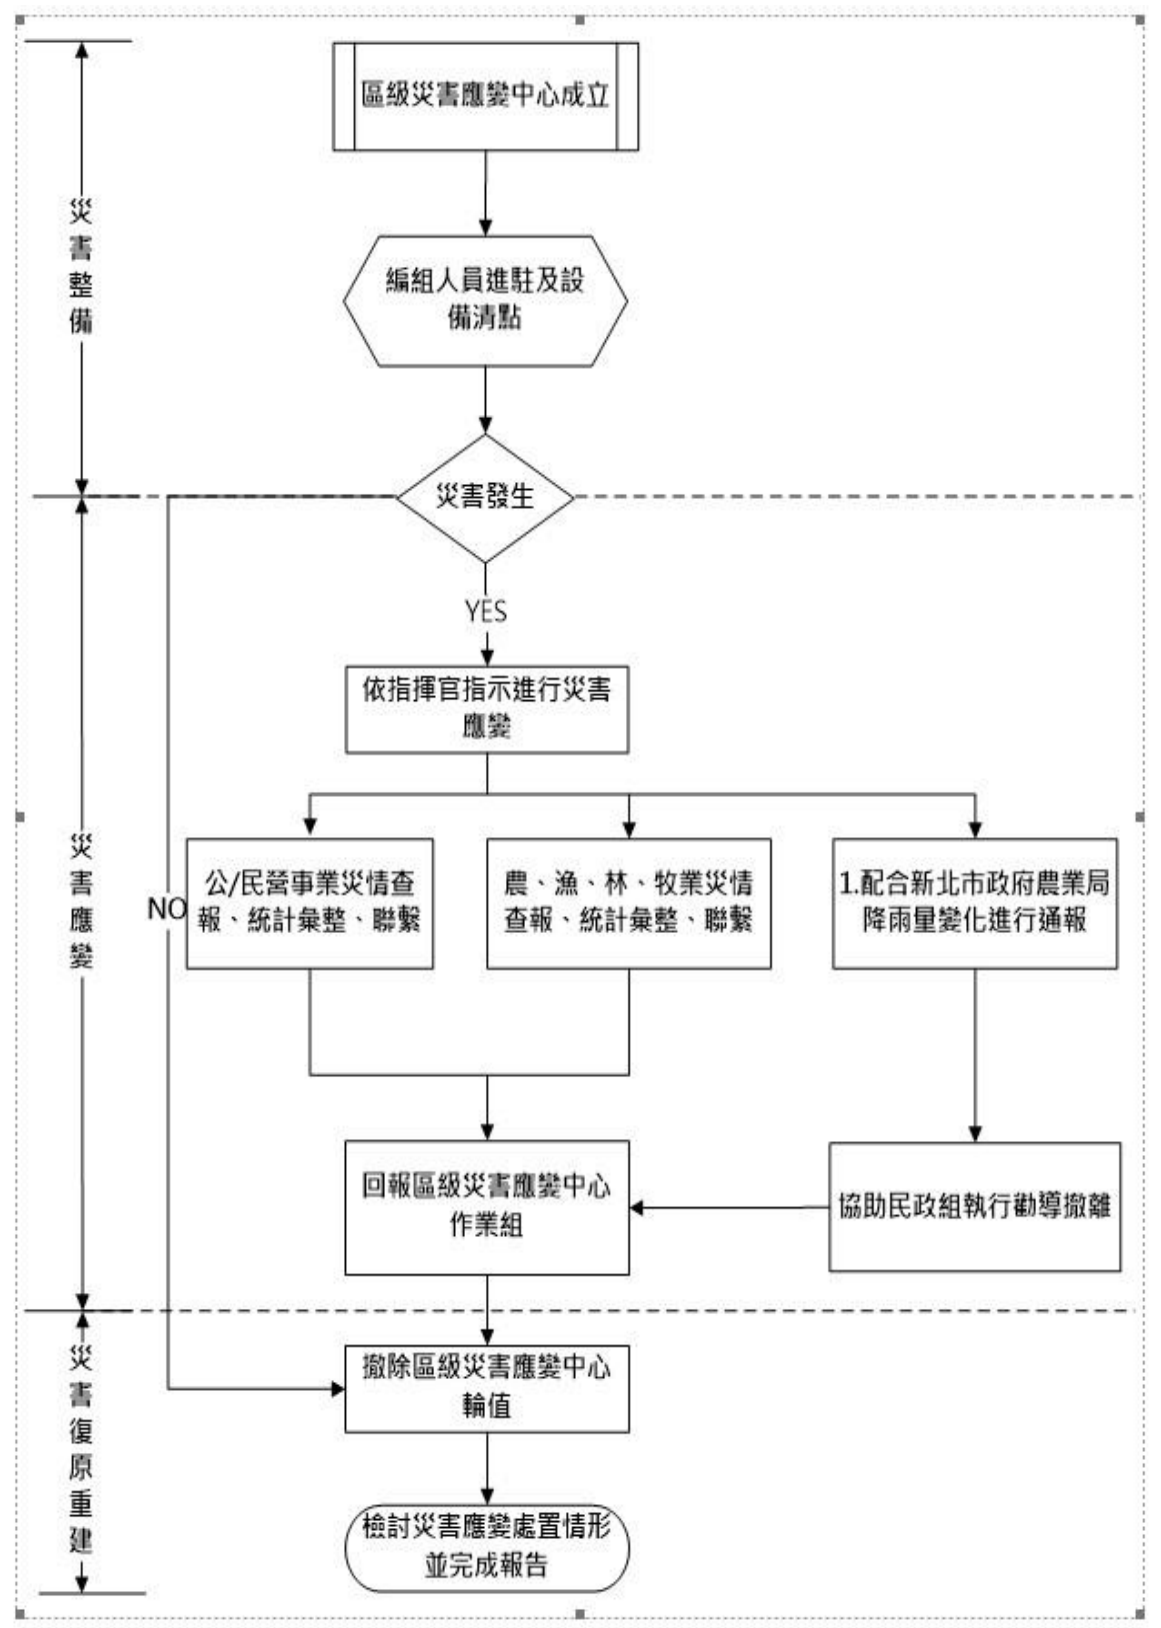 區級災害應變中心成立
災害整備
編組人員進駐及設
備清點
災害發生
YES
依指揮官指示進行災害
應變
災害應變
NO
公/民營事業災情查
報、統計彙整、聯繫
農、漁、林、牧業災情
查報、統計彙整、聯繫
1.配合新北市政府農業局
降雨量變化進行通報
回報區級災害應變中心
作業組
協助民政組執行勸導撤離
災害復原重建
撤除區級災害應變中心
輪值
檢討災害應變處置情形
並完成報告